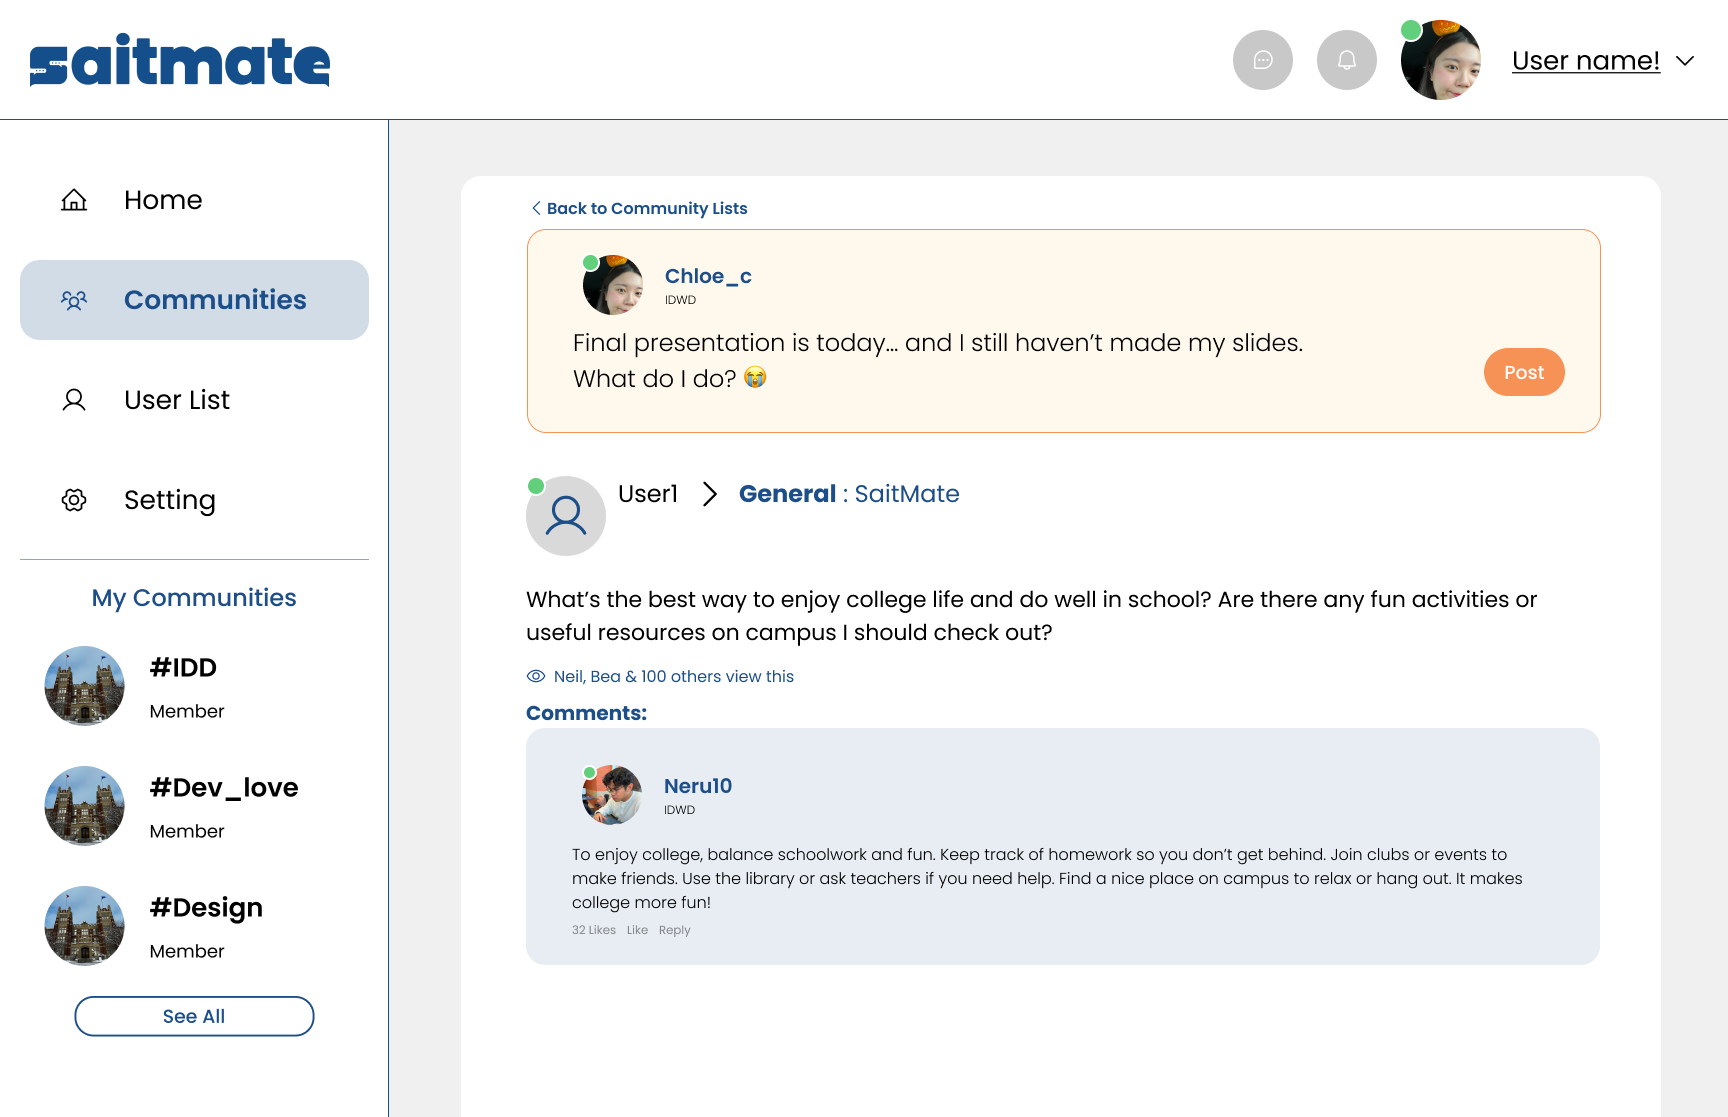 saitmate
User name!
Home
Communities
User List
Setting
My Communities
#IDD
Member
#Dev_love
Member
#Design
Member
See All
Back to Community Lists
Chloe_c
IDWD
Final presentation is today... and I still haven’t made my slides.
What do I do? 😭
Post
User1
General : SaitMate
What’s the best way to enjoy college life and do well in school? Are there any fun activities or
useful resources on campus I should check out?
Neil, Bea & 100 others view this
Comments:
Neru10
IDWD
To enjoy college, balance schoolwork and fun. Keep track of homework so you don’t get behind. Join clubs or events to
make friends. Use the library or ask teachers if you need help. Find a nice place on campus to relax or hang out. It makes
college more fun!
32 Likes Like Reply